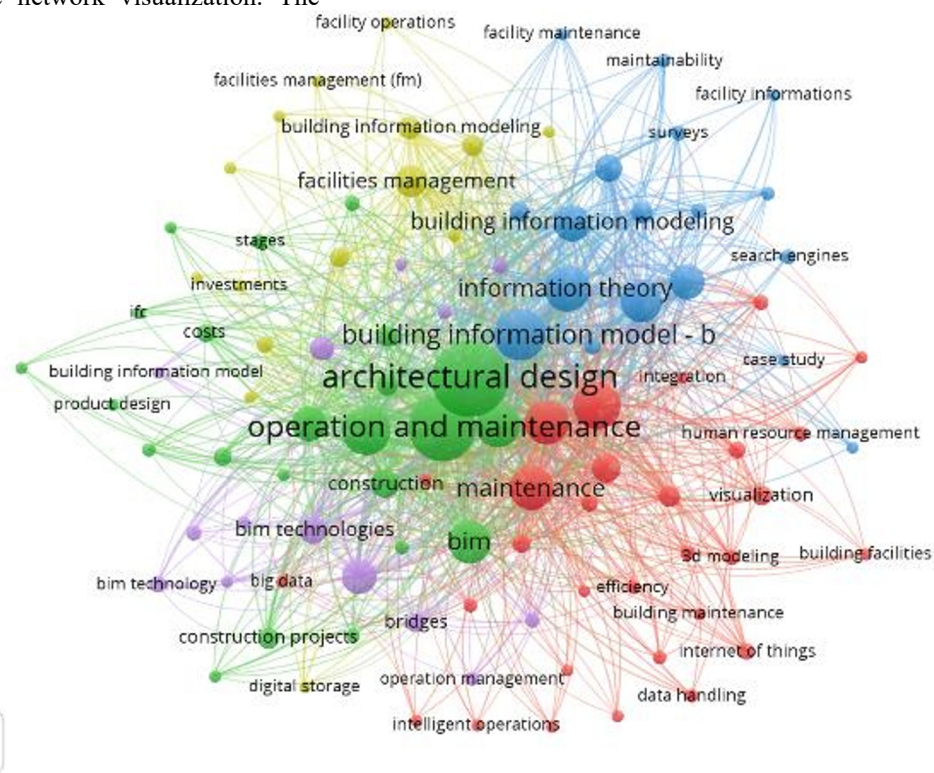 network visualization. The
facility operations
facility maintenance
maintainability
facilities management (fm)
facility informations
building information modeling
surveys
facilities management
building information modeling
stages
search engines
investments
information theory
ifc
costs
building information model - b
case study
building information model
architectural design
integration
product design
operation and maintenance
human resource management
construction
maintenance
visualization
bim technologies
bim
3d modeling
building facilities
bim technology
big data
efficiency
building maintenance
bridges
construction projects
internet of things
operation management
digital storage
data handling
intelligent operations